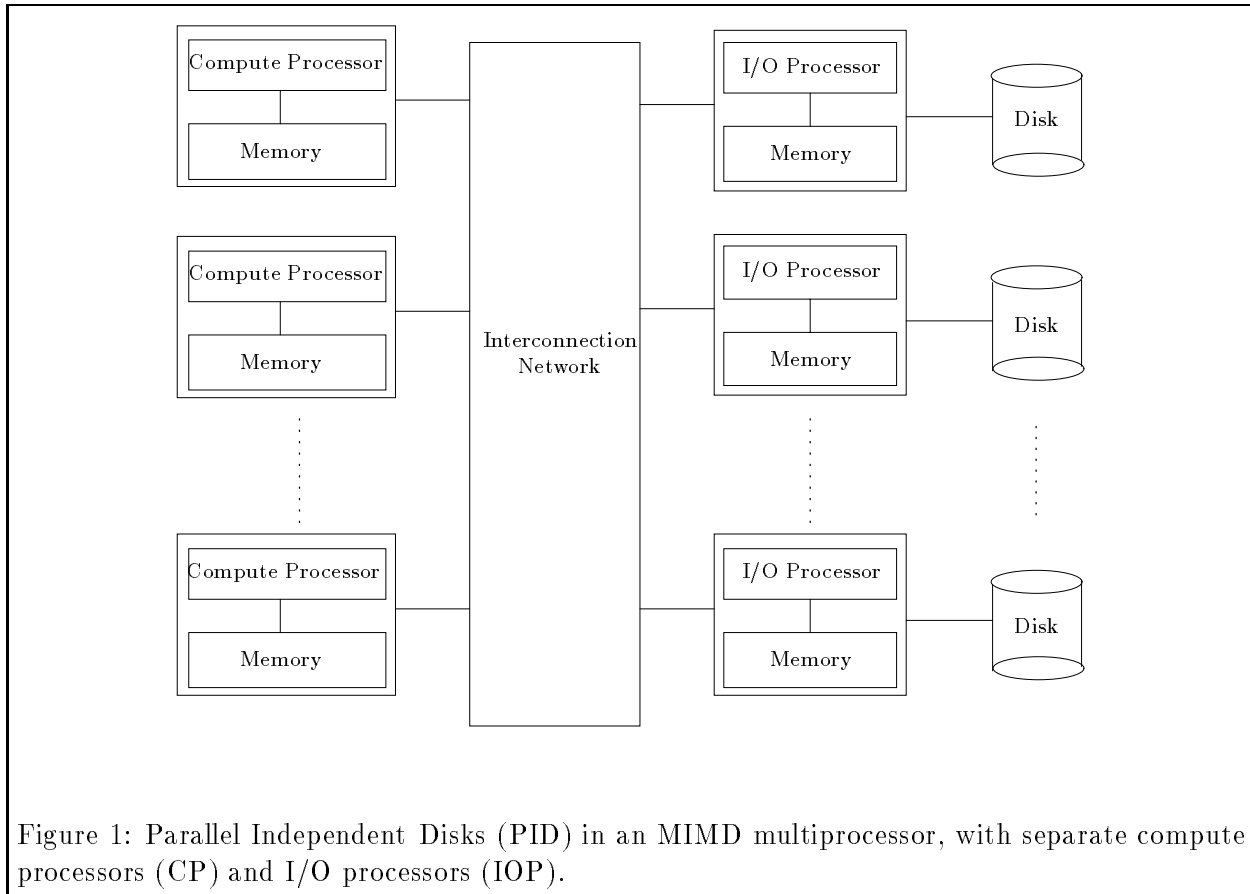 Compute Processor
Memory
I/O Processor
Memory
Disk
Compute Processor
Memory
I/O Processor
Memory
Disk
Interconnection
Network
Compute Processor
Memory
I/O Processor
Memory
Disk
Figure 1: Parallel Independent Disks (PID) in an MIMD multiprocessor, with separate compute
processors (CP) and I/O processors (IOP).